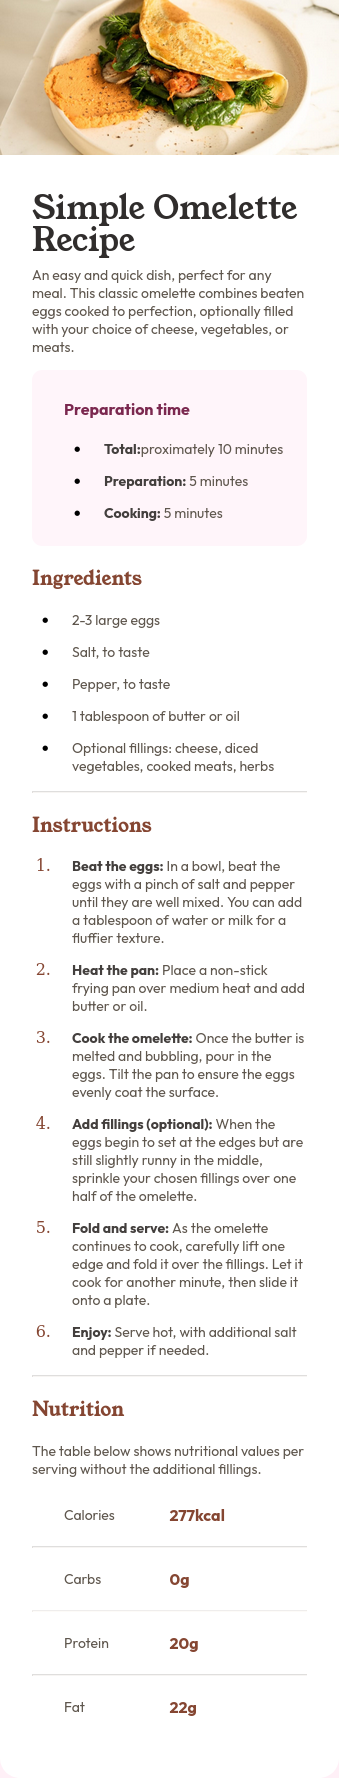 Simple Omelette
Recipe
An easy and quick dish, perfect for any
meal. This classic omelette combines beaten
eggs cooked to perfection, optionally filled
with your choice of cheese, vegetables, or
meats.
Preparation time
• Total:proximately 10 minutes
• Preparation: 5 minutes
• Cooking: 5 minutes
Ingredients
• 2-3 large eggs
• Salt, to taste
• Pepper, to taste
• 1 tablespoon of butter or oil
• Optional fillings: cheese, diced
vegetables, cooked meats, herbs
Instructions
1. Beat the eggs: In a bowl, beat the
eggs with a pinch of salt and pepper
until they are well mixed. You can add
a tablespoon of water or milk for a
fluffier texture.
2. Heat the pan: Place a non-stick
frying pan over medium heat and add
butter or oil.
3. Cook the omelette: Once the butter is
melted and bubbling, pour in the
eggs. Tilt the pan to ensure the eggs
evenly coat the surface.
4. Add fillings (optional): When the
eggs begin to set at the edges but are
still slightly runny in the middle,
sprinkle your chosen fillings over one
half of the omelette.
5. Fold and serve: As the omelette
continues to cook, carefully lift one
edge and fold it over the fillings. Let it
cook for another minute, then slide it
onto a plate.
6. Enjoy: Serve hot, with additional salt
and pepper if needed.
Nutrition
The table below shows nutritional values per
serving without the additional fillings.
Calories 277kcal
Carbs 0g
Protein 20g
Fat 22g